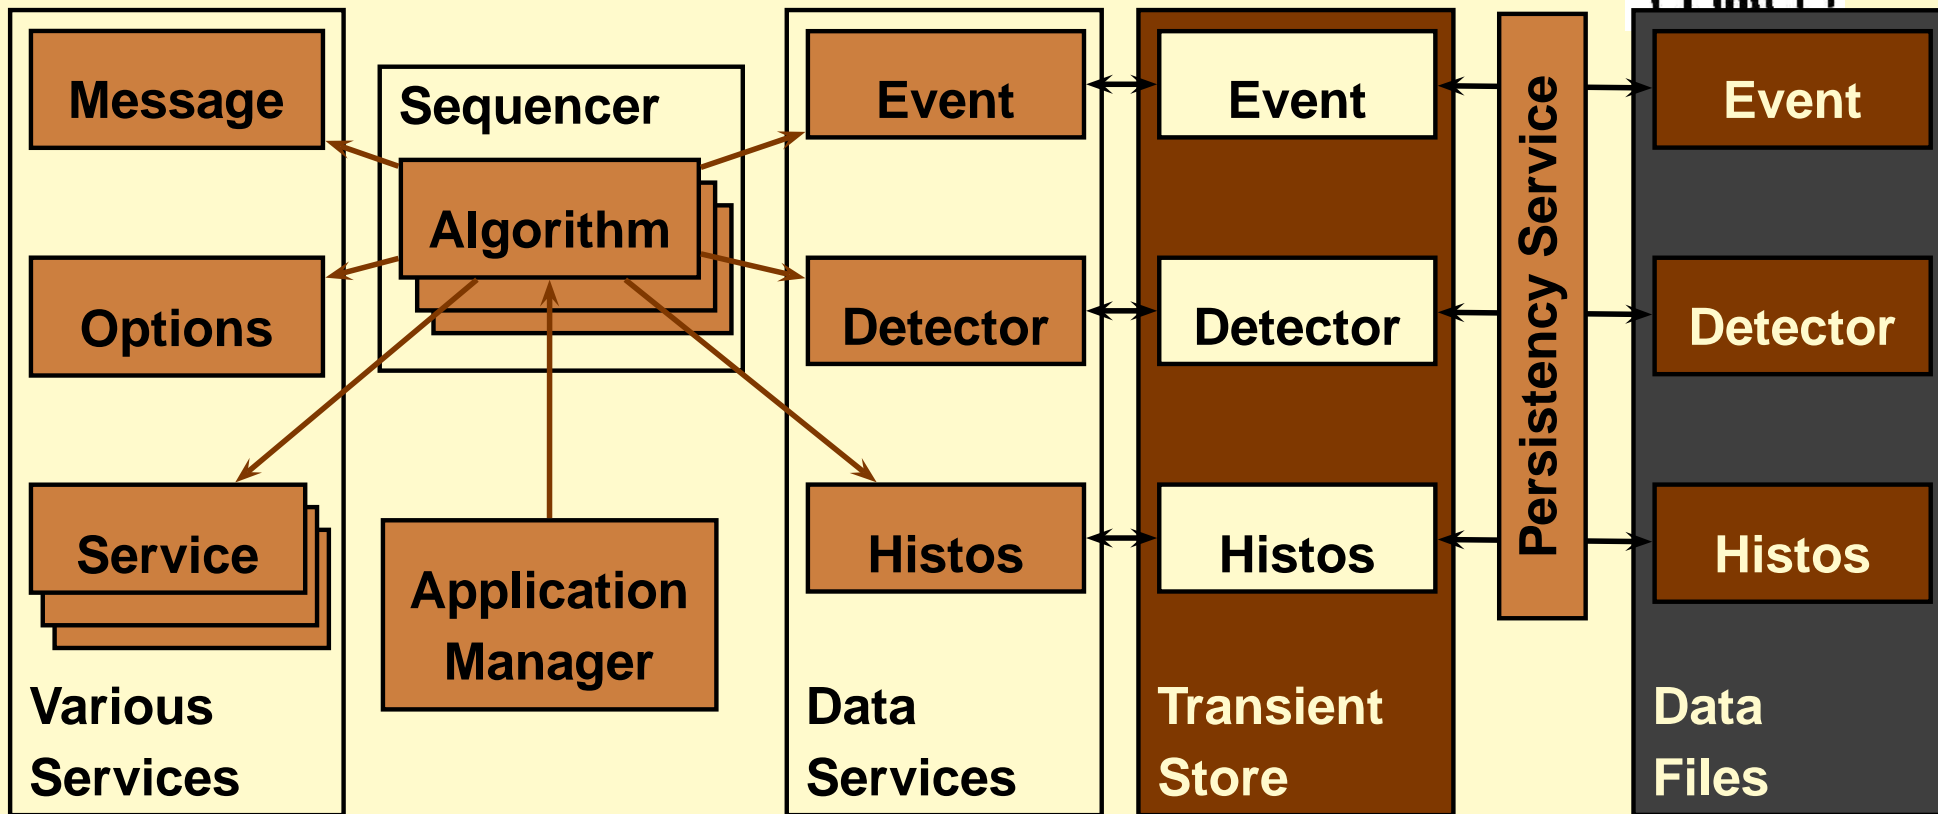 Message
Options
Service
Various
Services
Sequencer
Algorithm
Application
Manager
Event
Detector
Histos
Data
Services
Event
Detector
Histos
Transient
Store
Persistency Service
Event
Detector
Histos
Data
Files